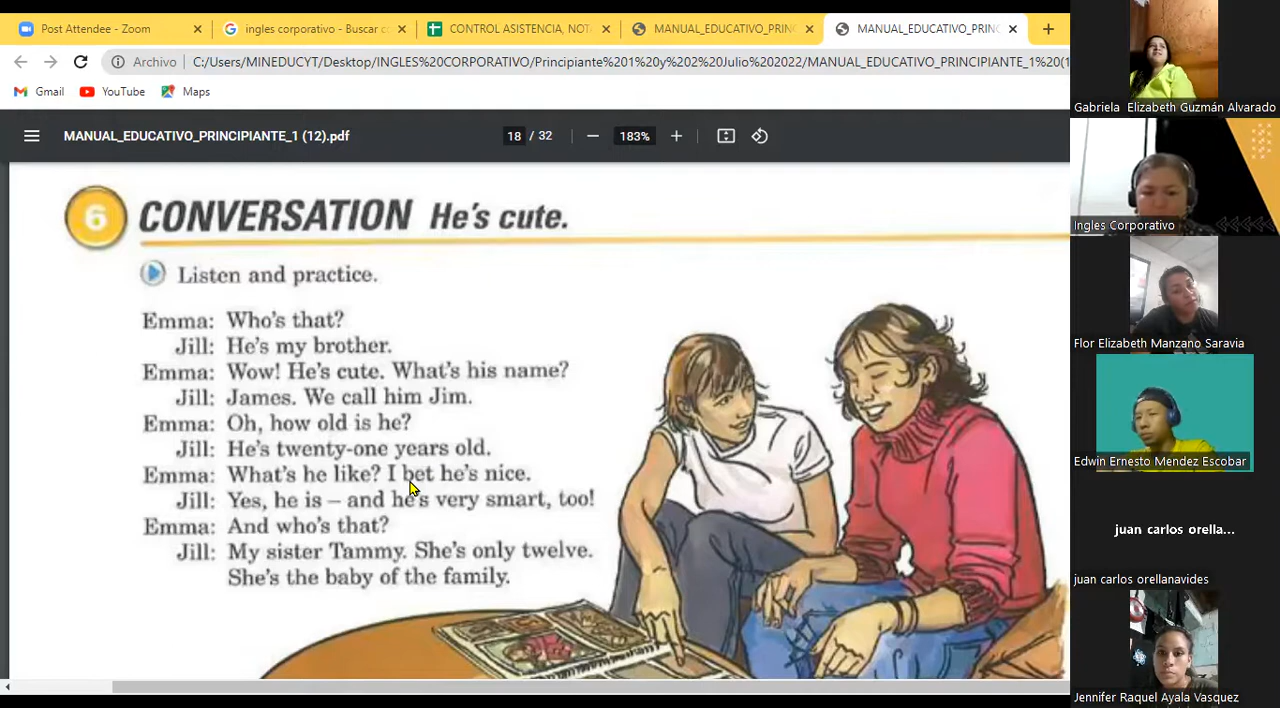 Post Attendee - Zoom
ingles corporativo - Buscar co
CONTROL ASISTENCIA, NOT
MANUAL_EDUCATIVO_PRINC
MANUAL_EDUCATIVO_PRINC
Archivo
C:/Users/MINEDUCYT/Desktop/INGLES%20CORPORATIVO/Principiante%201%20y%202%20Julio%202022/MANUAL_EDUCATIVO_PRINCIPIANTE_1%20(1
Gmail
YouTube
Maps
MANUAL_EDUCATIVO_PRINCIPIANTE_1 (12).pdf
18 / 32
183%
6 CONVERSATION He's cute.
Listen and practice.
Emma: Who's that?
Jill: He's my brother.
Emma: Wow! He's cute. What's his name?
Jill: James. We call him Jim.
Emma: Oh, how old is he?
Jill: He's twenty-one years old.
Emma: What's he like? I bet he's nice.
Jill: Yes, he is – and he's very smart, too!
Emma: And who's that?
Jill: My sister Tammy. She's only twelve.
She's the baby of the family.
Gabriela Elizabeth Guzmán Alvarado
Ingles Corporativo
Flor Elizabeth Manzano Saravia
Edwin Ernesto Mendez Escobar
juan carlos orella...
juan carlos orellanavides
Jennifer Raquel Ayala Vasquez